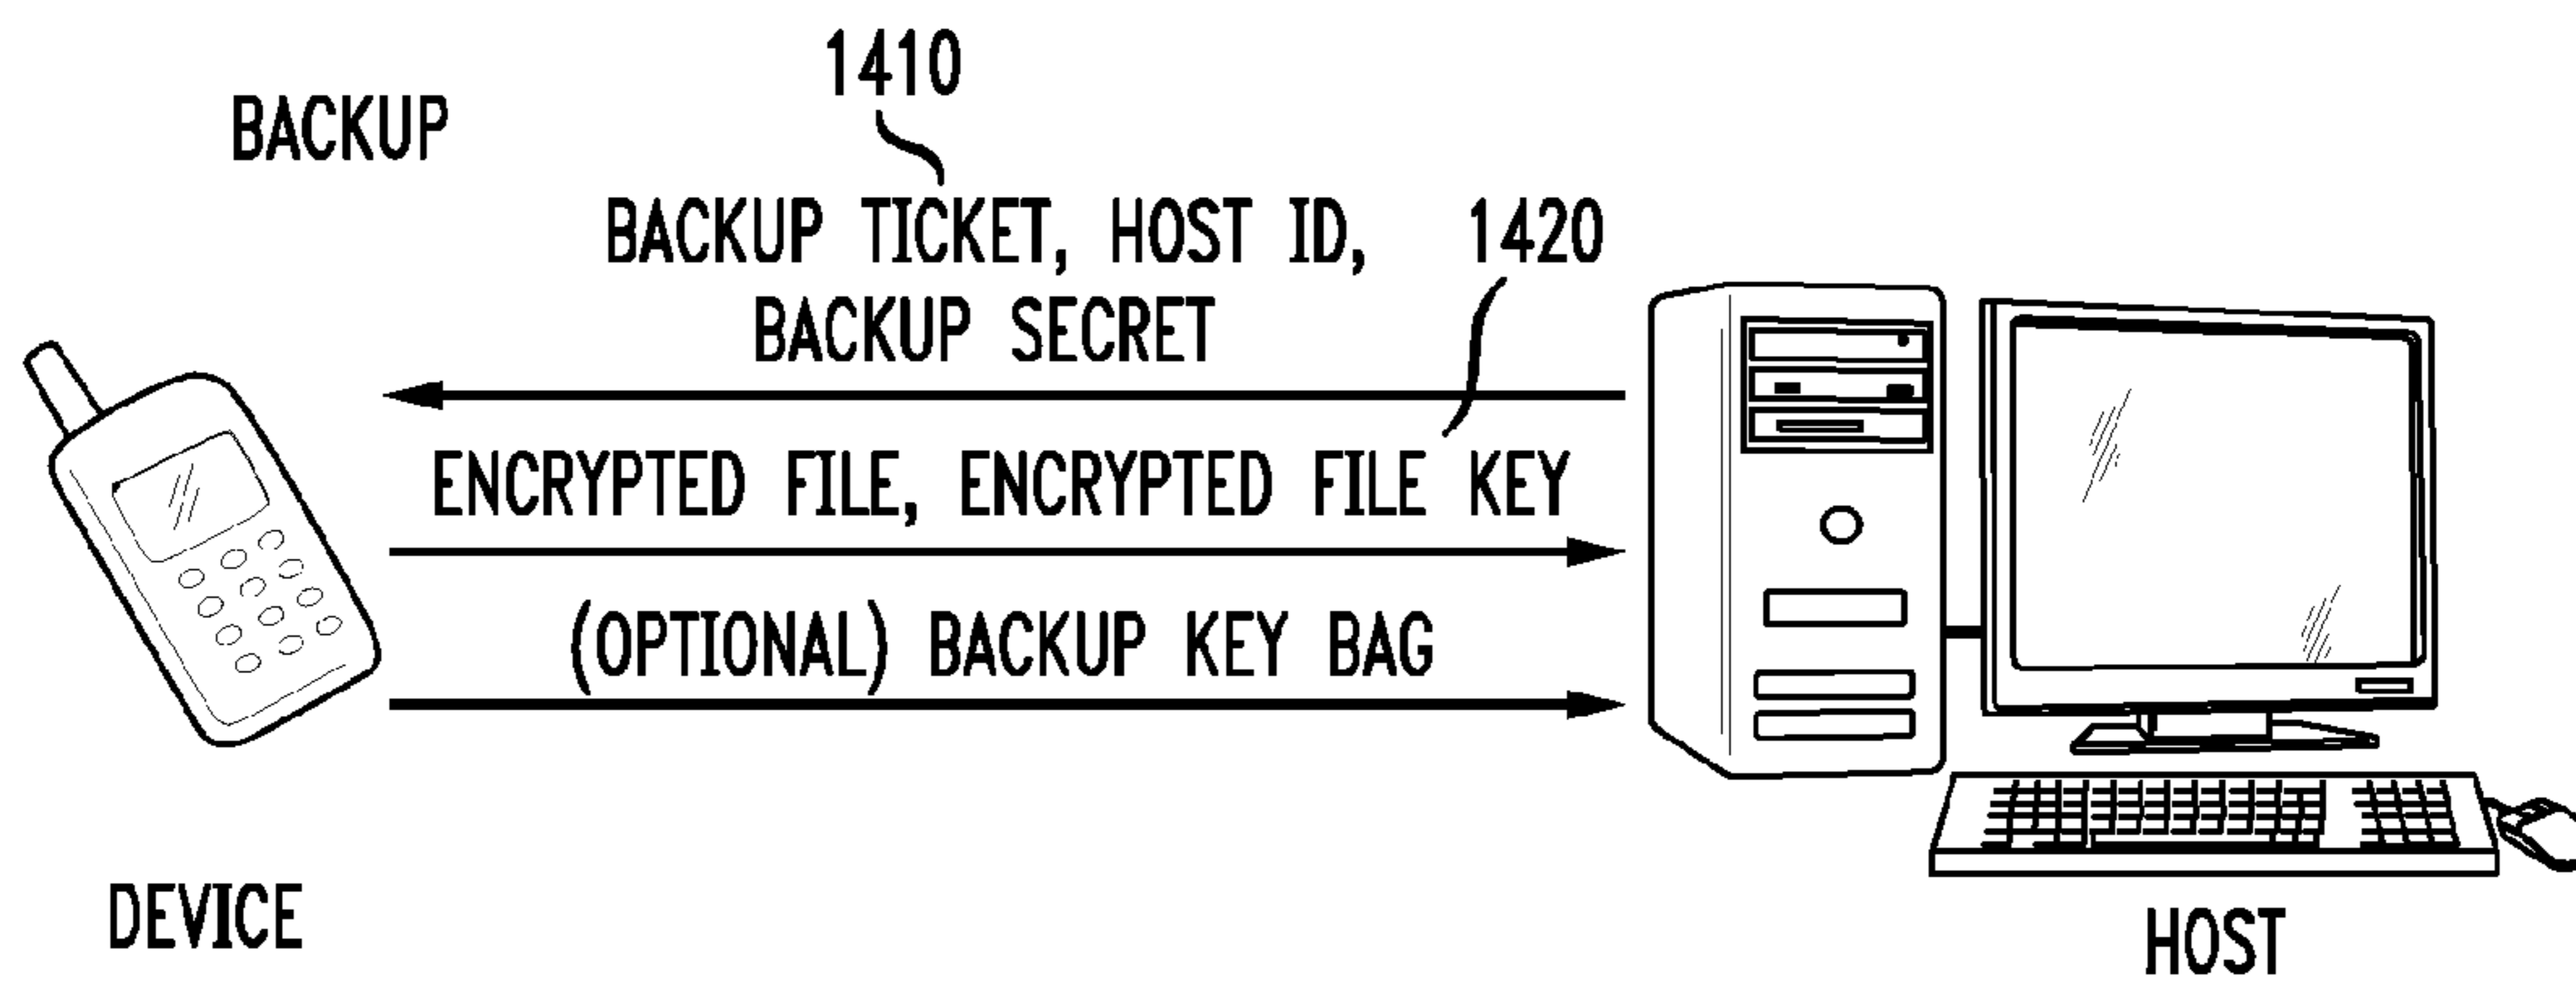 1410
BACKUP
BACKUP TICKET, HOST ID,
1420
BACKUP SECRET
ENCRYPTED FILE, ENCRYPTED FILE KEY
(OPTIONAL) BACKUP KEY BAG
DEVICE
HOST